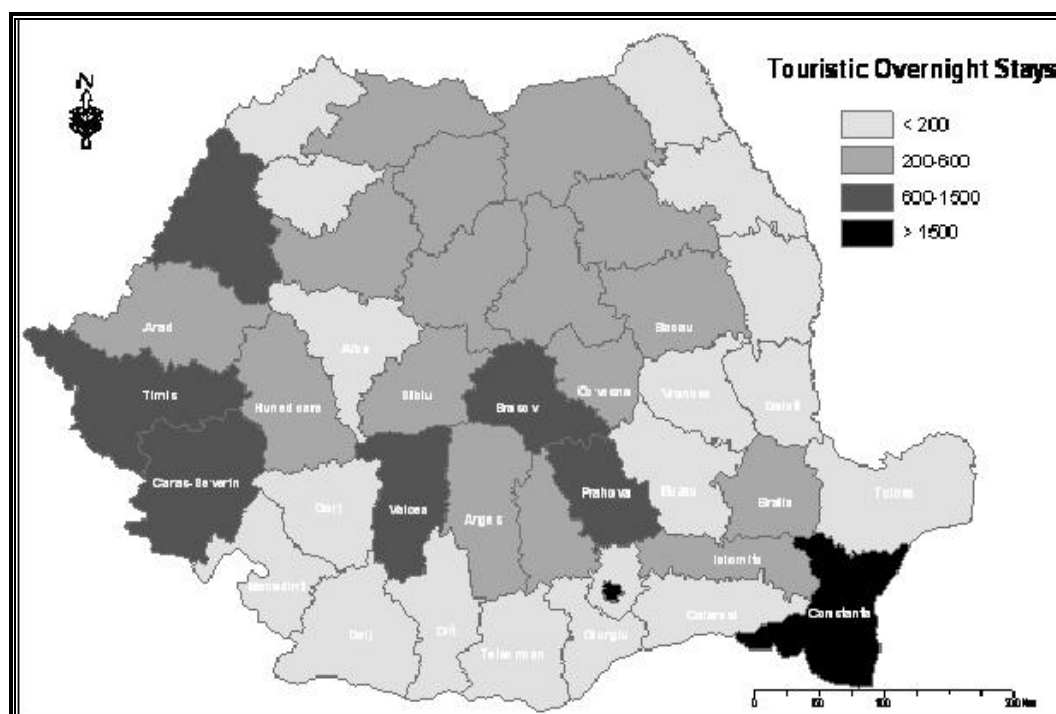 Touristic Overnight Stays
N
< 200
200-600
600-1500
> 1500
Arad
Bacau
Alba
Timis
Hunedoara
Sibiu
Brasov
Covasna
Vrancea
Galati
Caras-Severin
Gorj
Valcea
Arges
Prahova
Buzau
Braila
Tulcea
Ialomita
Mehedinti
Dolj
Olt
Teleorman
Giurgiu
Calarasi
Constanta
0